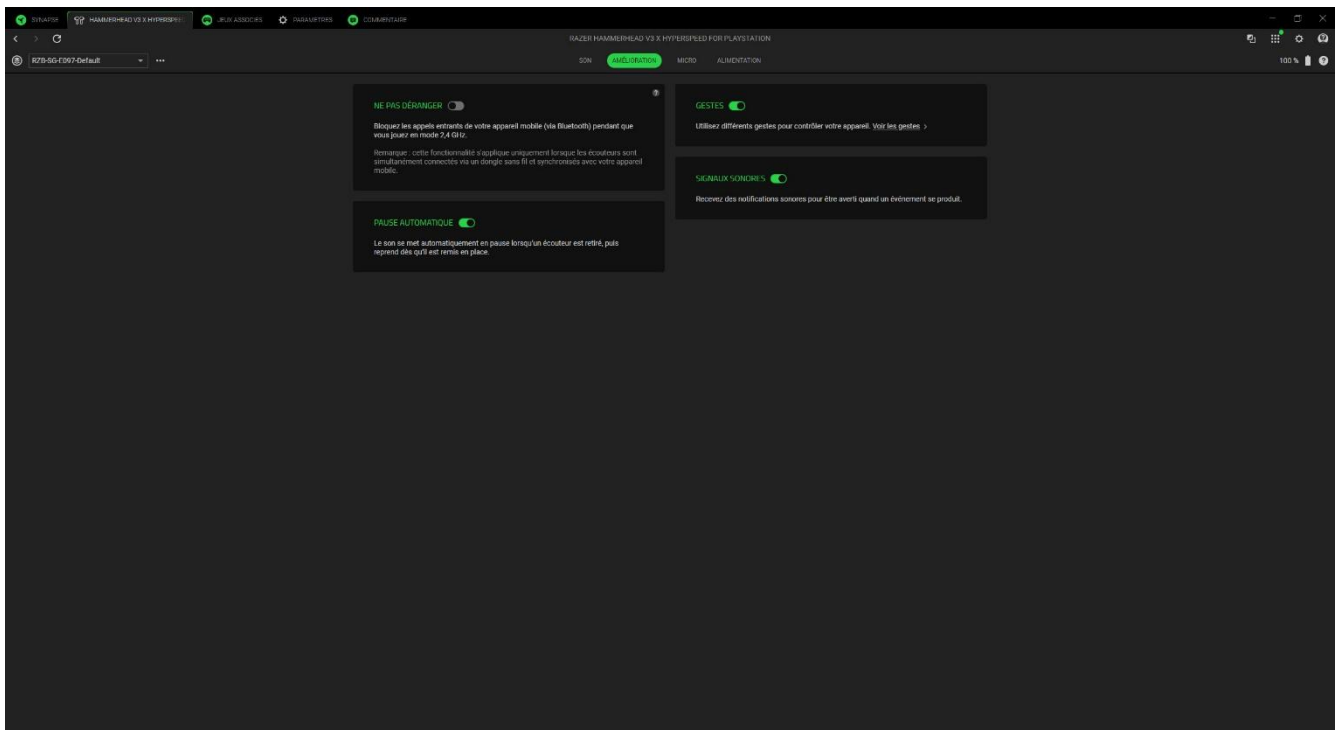 SYNAPSE HAMMERHEAD V3 X HYPERSPEE JEUX ASSOCIÉS PARAMÈTRES COMMENTAIRE
RAZER HAMMERHEAD V3 X HYPERSPEED FOR PLAYSTATION
RZB-SG-E097-Default SON AMÉLIORATION MICRO ALIMENTATION 100 %
NE PAS DÉRANGER
Bloquez les appels entrants de votre appareil mobile (via Bluetooth) pendant que
vous jouez en mode 2,4 GHz.
Remarque : cette fonctionnalité s'applique uniquement lorsque les écouteurs sont
simultanément connectés via un dongle sans fil et synchronisés avec votre appareil
mobile.
PAUSE AUTOMATIQUE
Le son se met automatiquement en pause lorsqu'un écouteur est retiré, puis
reprend dès qu'il est remis en place.
GESTES
Utilisez différents gestes pour contrôler votre appareil. Voir les gestes >
SIGNAUX SONORES
Recevez des notifications sonores pour être averti quand un événement se produit.